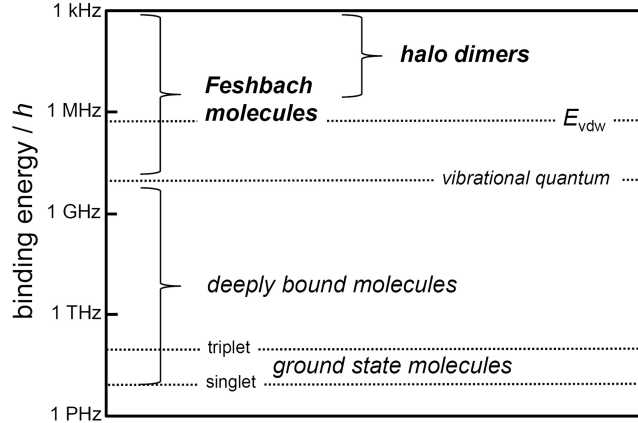 1 kHz
halo dimers
Feshbach
molecules
1 MHz
E_vdw
vibrational quantum
1 GHz
binding energy / h
deeply bound molecules
1 THz
triplet
ground state molecules
singlet
1 PHz